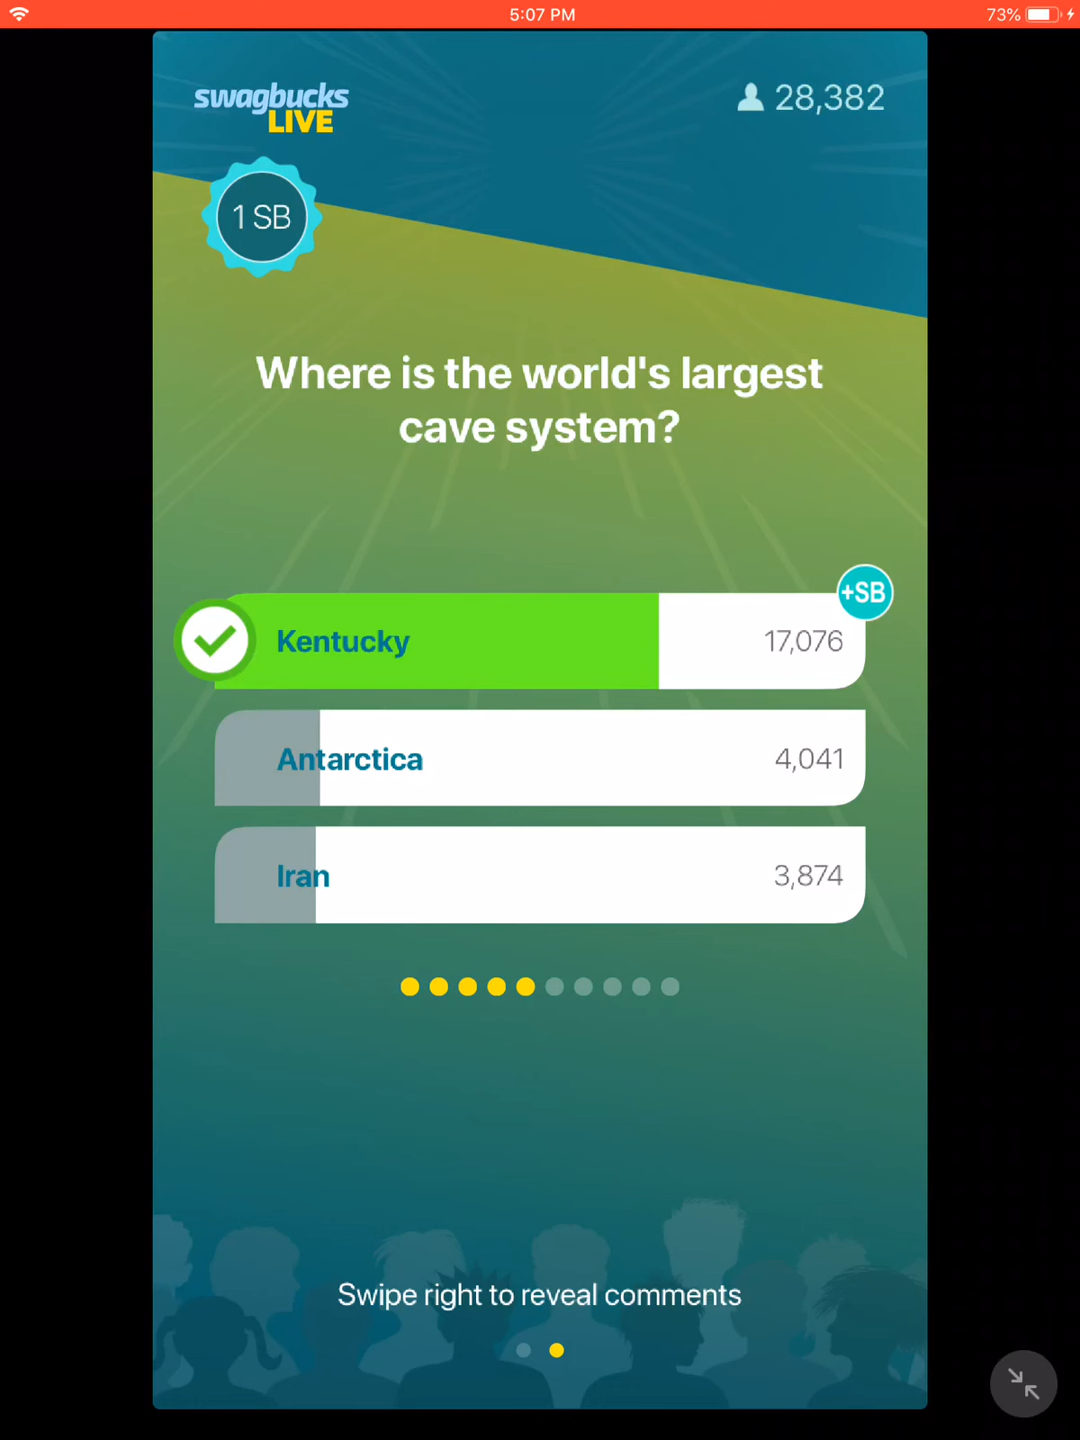 5:07 PM
73%
swagbucks
LIVE
28,382
1 SB
Where is the world's largest
cave system?
+SB
Kentucky
17,076
Antarctica
4,041
Iran
3,874
Swipe right to reveal comments